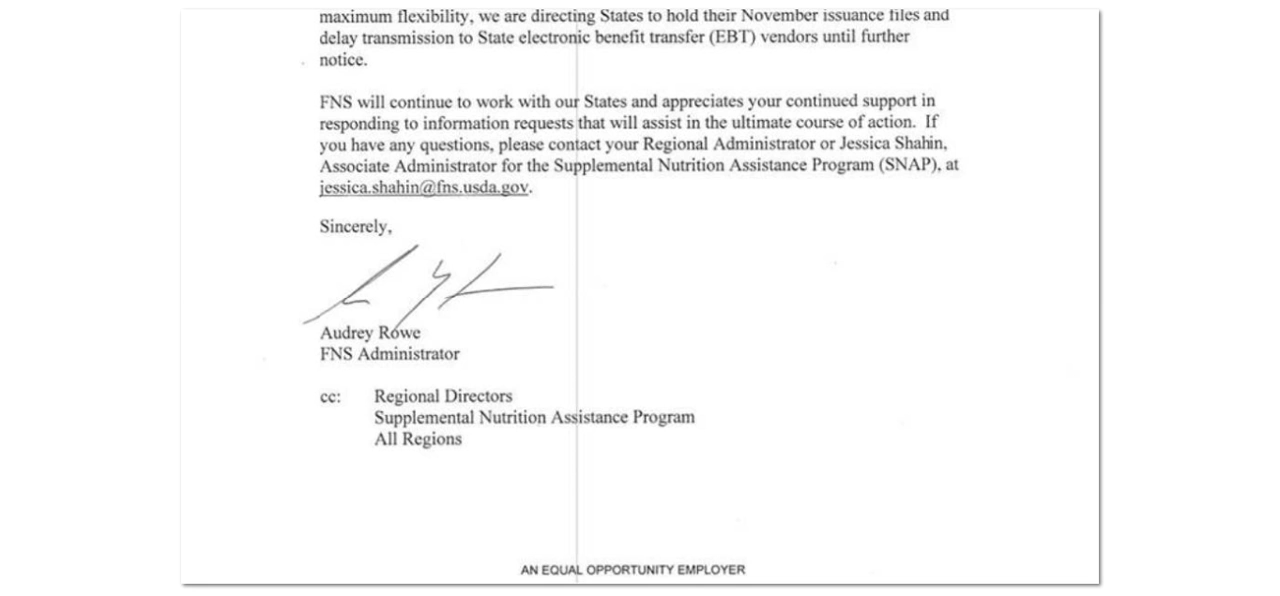 maximum flexibility, we are directing States to hold their November issuance files and
delay transmission to State electronic benefit transfer (EBT) vendors until further
notice.
FNS will continue to work with our States and appreciates your continued support in
responding to information requests that will assist in the ultimate course of action.  If
you have any questions, please contact your Regional Administrator or Jessica Shahin,
Associate Administrator for the Supplemental Nutrition Assistance Program (SNAP), at
jessica.shahin@fns.usda.gov.
Sincerely,
Audrey Rowe
FNS Administrator
cc: Regional Directors
Supplemental Nutrition Assistance Program
All Regions
AN EQUAL OPPORTUNITY EMPLOYER